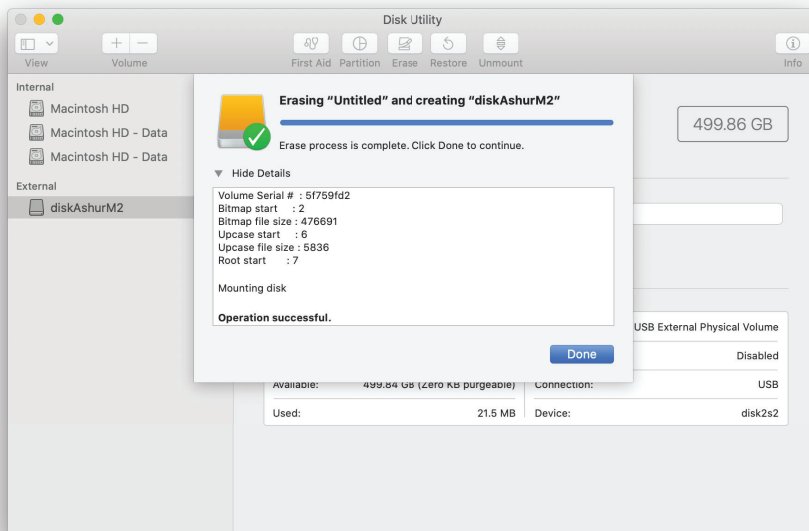 Disk Utility
View
Volume
First Aid
Partition
Erase
Restore
Unmount
Info
Internal
Macintosh HD
Macintosh HD - Data
Macintosh HD - Data
External
diskAshurM2
Erasing “Untitled” and creating “diskAshurM2”
Erase process is complete. Click Done to continue.
Hide Details
Volume Serial # : 5f759fd2
Bitmap start : 2
Bitmap file size : 476691
Upcase start : 6
Upcase file size : 5836
Root start : 7
Mounting disk
Operation successful.
Done
499.86 GB
USB External Physical Volume
Disabled
Available: 499.84 GB (Zero KB purgeable)
Connection: USB
Used: 21.5 MB
Device: disk2s2